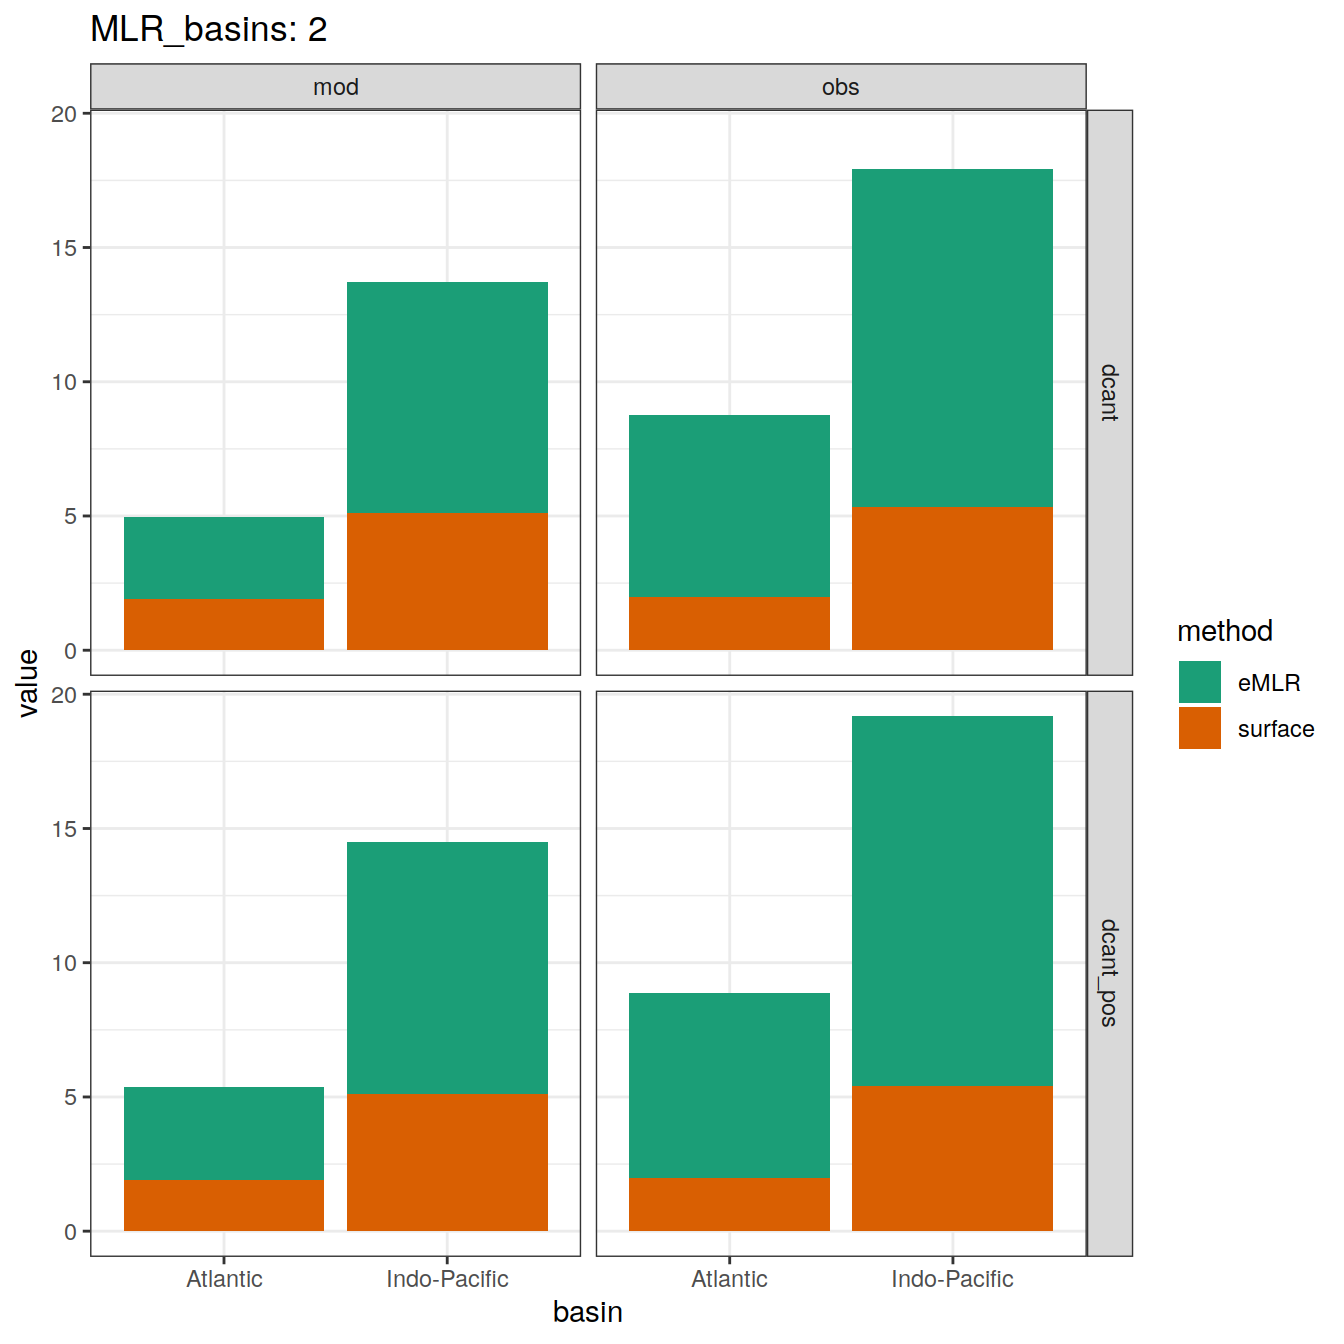 MLR_basins: 2
mod
obs
20
15
10
5
0
dcant
20
15
10
5
0
dcant_pos
value
Atlantic
Indo-Pacific
Atlantic
Indo-Pacific
basin
method
eMLR
surface